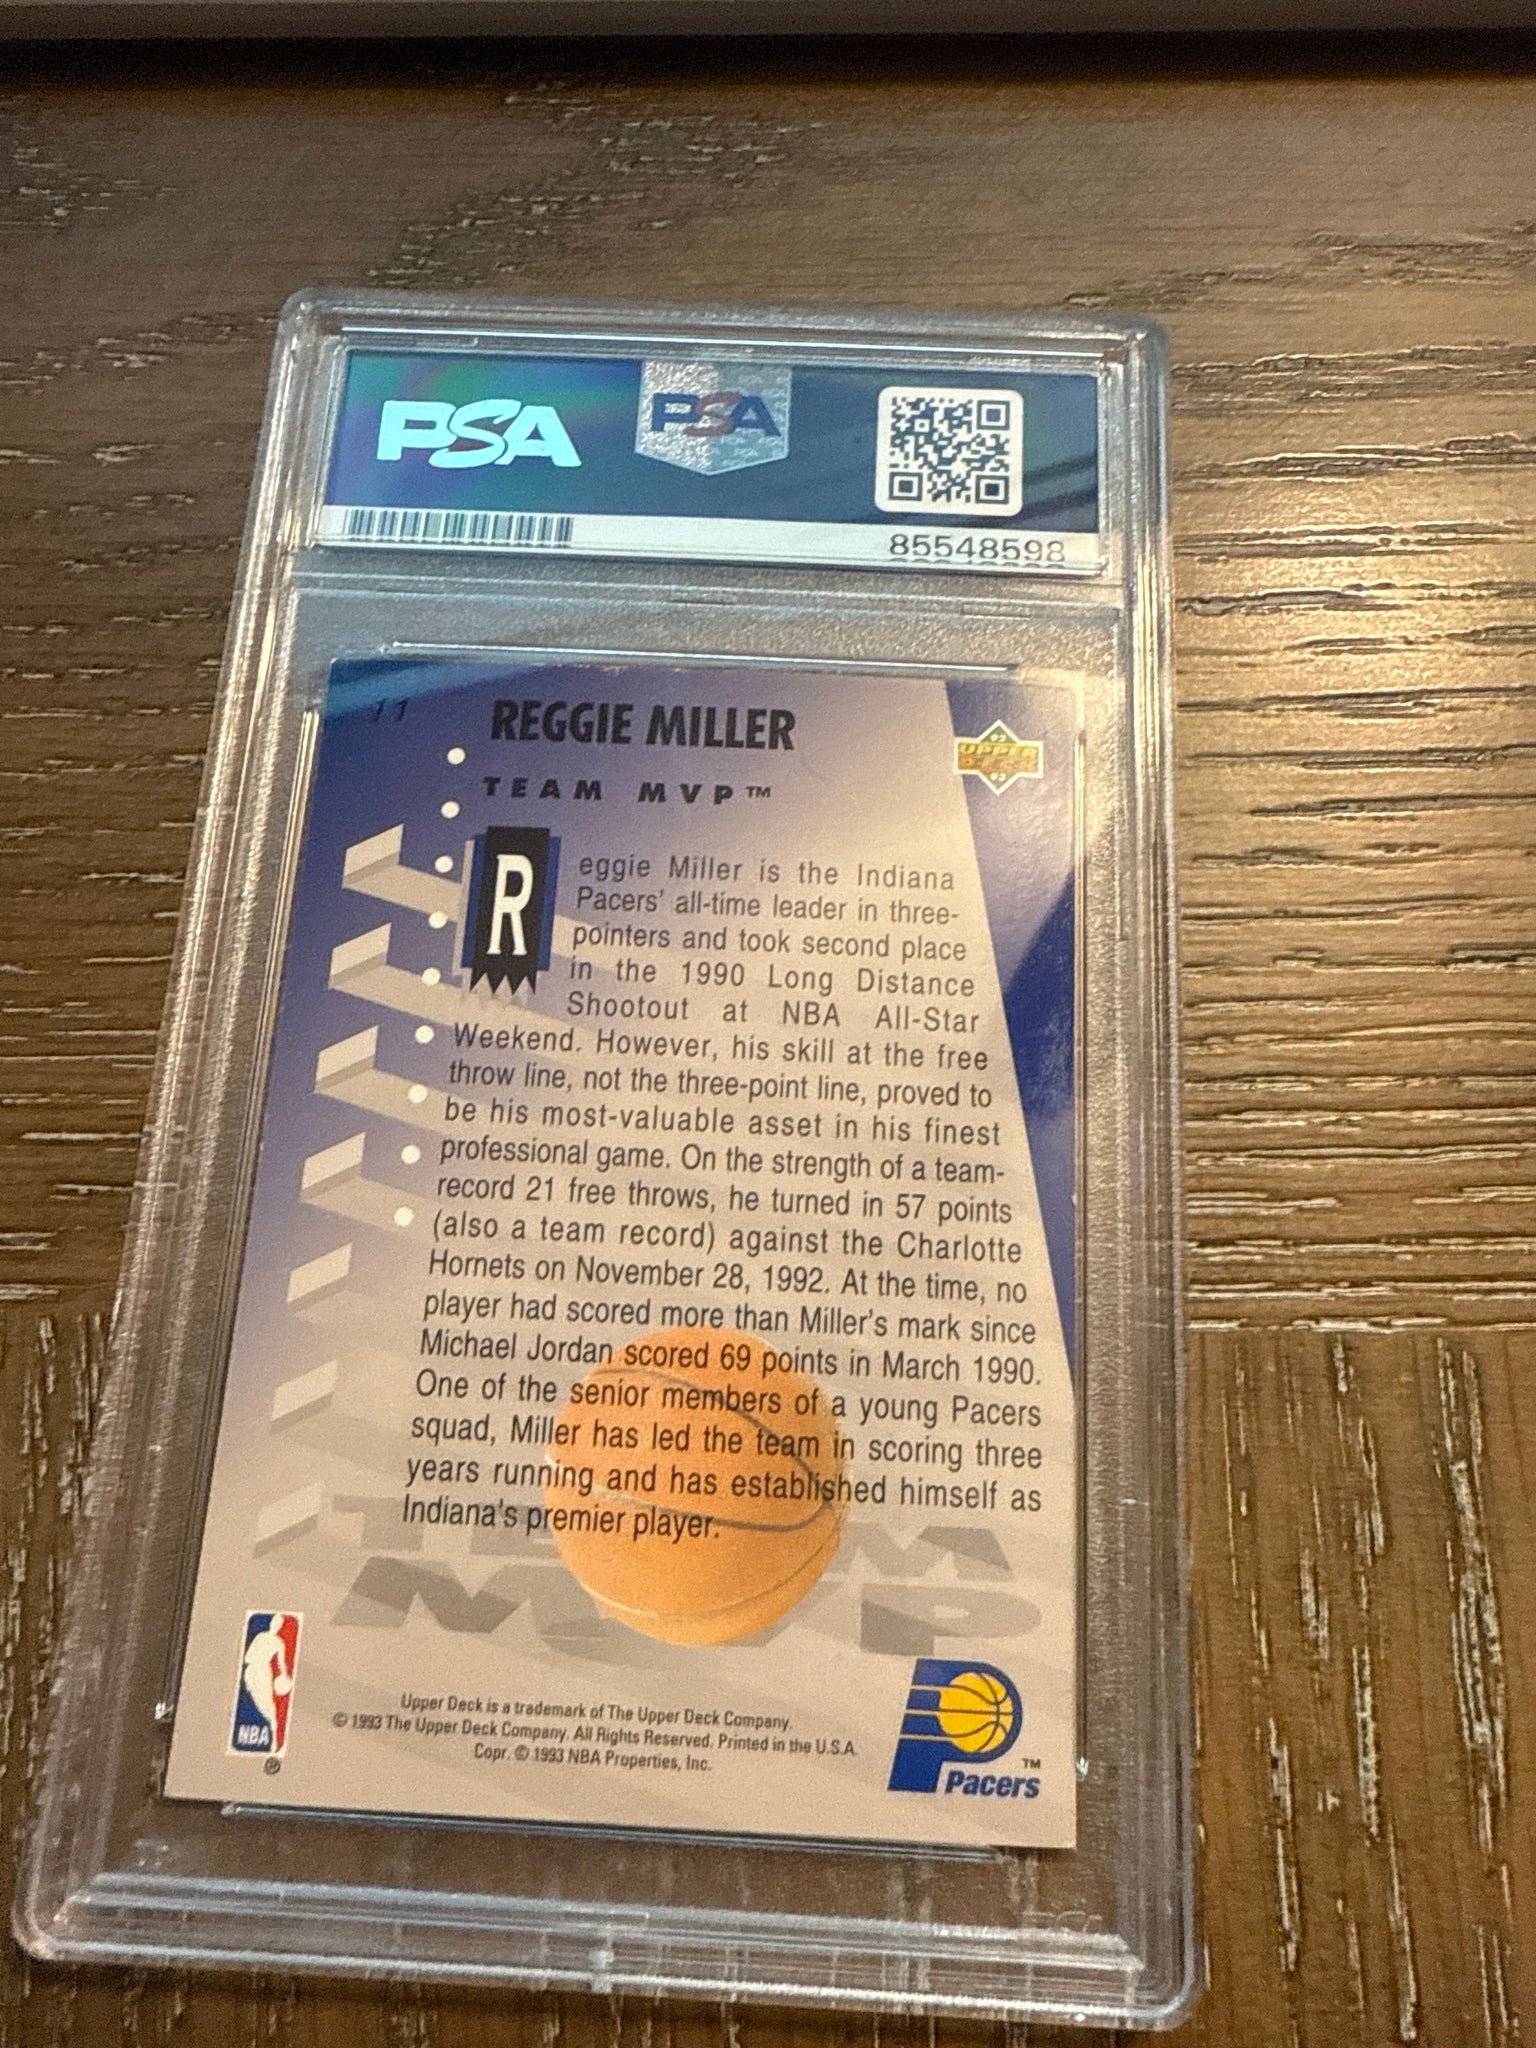 PSA
PSA
85548598
11
REGGIE MILLER
UPPER
TEAM MVP™
Reggie Miller is the Indiana
Pacers' all-time leader in three-
pointers and took second place
in the 1990 Long Distance
Shootout at NBA All-Star
Weekend. However, his skill at the free
throw line, not the three-point line, proved to
be his most-valuable asset in his finest
professional game. On the strength of a team-
record 21 free throws, he turned in 57 points
(also a team record) against the Charlotte
Hornets on November 28, 1992. At the time, no
player had scored more than Miller's mark since
Michael Jordan scored 69 points in March 1990.
One of the senior members of a young Pacers
squad, Miller has led the team in scoring three
years running and has established himself as
Indiana's premier player.
TEAM
MVP
NBA
®
Upper Deck is a trademark of The Upper Deck Company.
© 1993 The Upper Deck Company. All Rights Reserved. Printed in the U.S.A.
Copr. © 1993 NBA Properties, Inc.
TM
Pacers